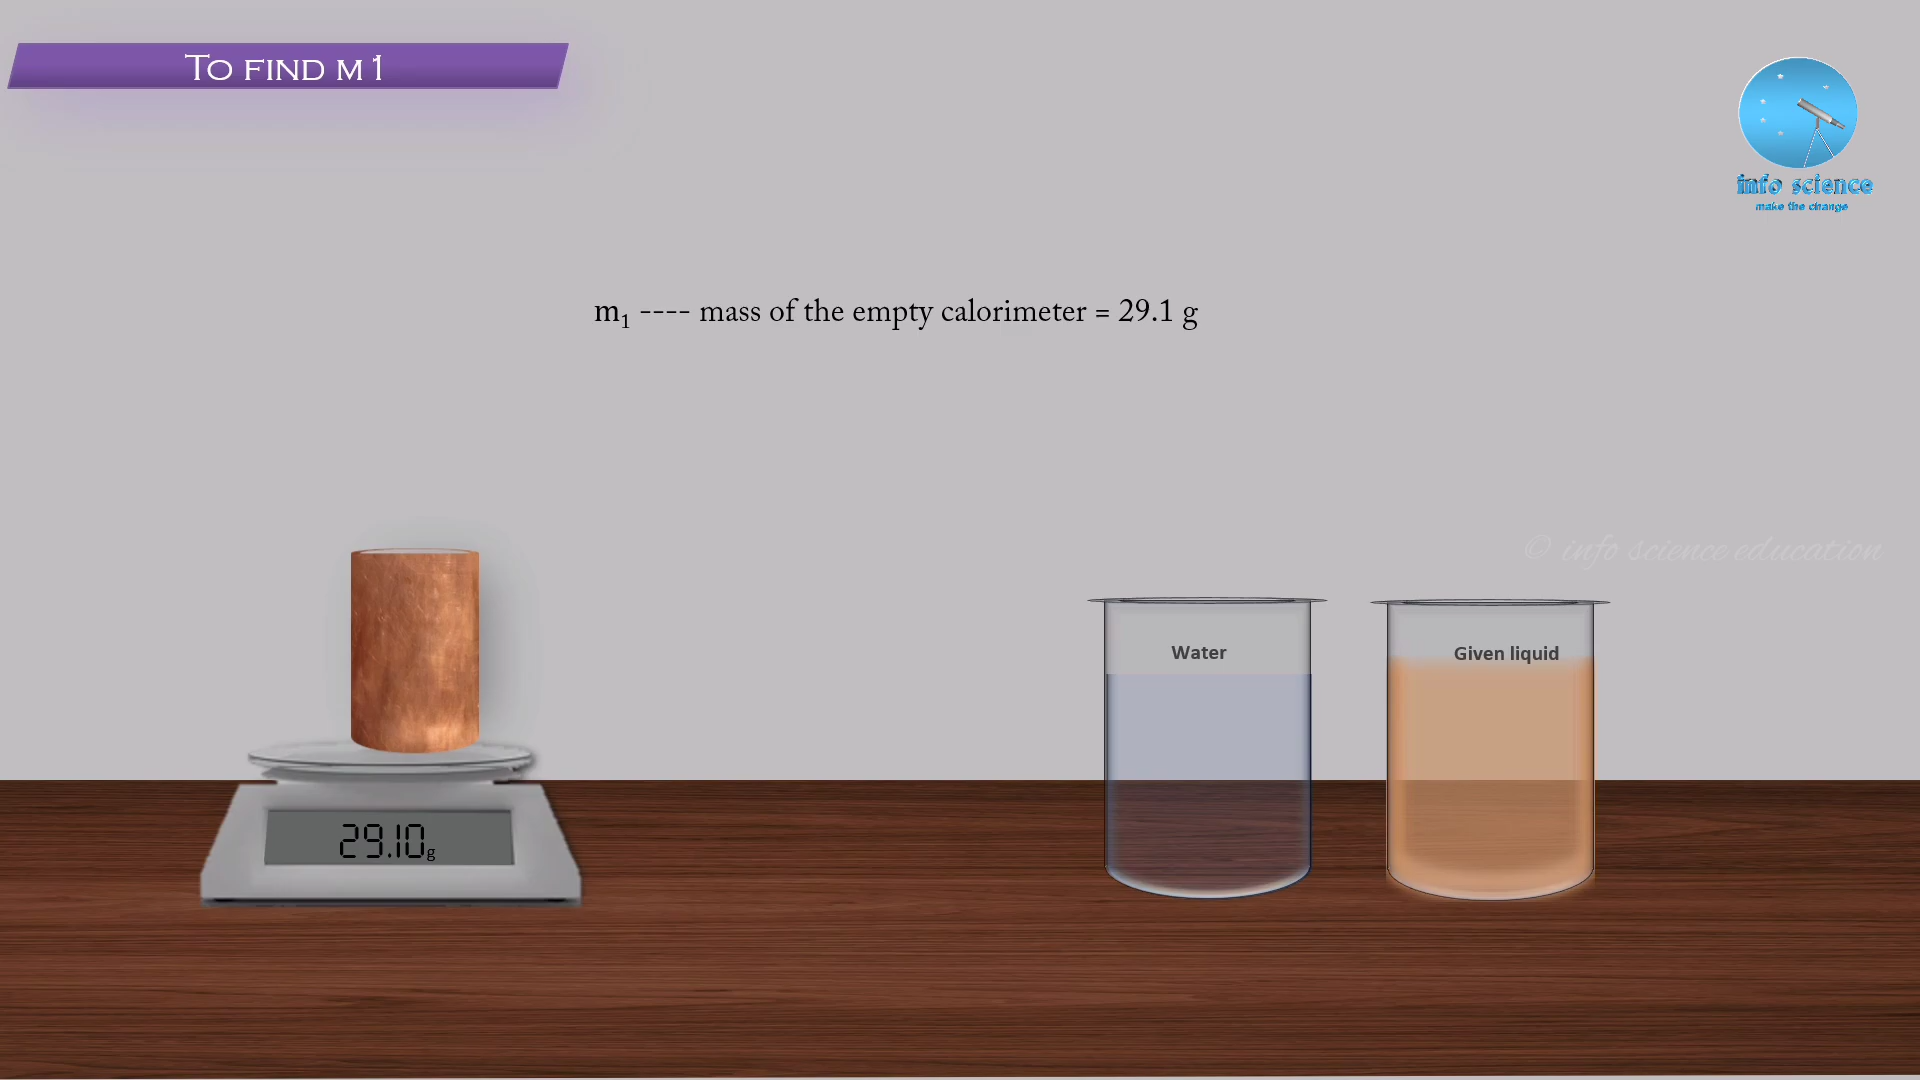 To find m1
info science
make the change
m₁ ---- mass of the empty calorimeter = 29.1 g
© info science education
Water
Given liquid
29.10g